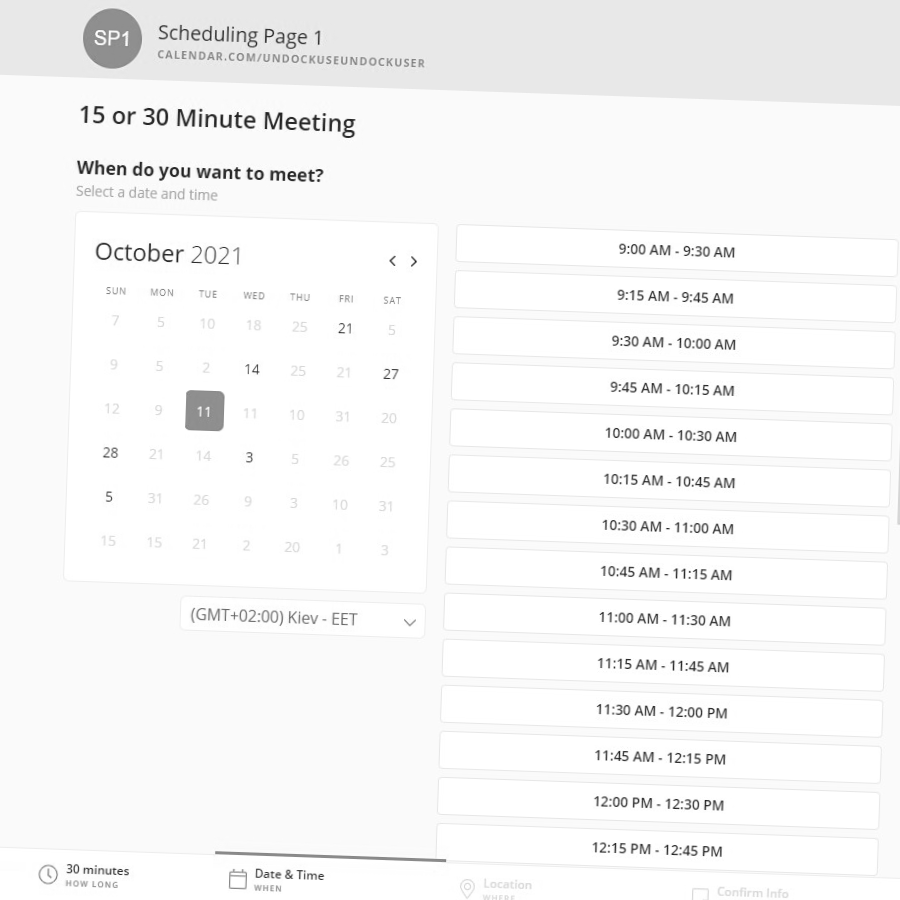 SP1
Scheduling Page 1
CALENDAR.COM/UNDOCKUSEUNDOCKUSER
15 or 30 Minute Meeting
When do you want to meet?
Select a date and time
October 2021
SUN MON TUE WED THU FRI SAT
7 5 10 18 25 21 5
9 5 2 14 25 21 27
12 9 11 11 10 31 20
28 21 14 3 5 26 25
5 31 26 9 3 10 31
15 15 21 2 20 1 3
(GMT+02:00) Kiev - EET
9:00 AM - 9:30 AM
9:15 AM - 9:45 AM
9:30 AM - 10:00 AM
9:45 AM - 10:15 AM
10:00 AM - 10:30 AM
10:15 AM - 10:45 AM
10:30 AM - 11:00 AM
10:45 AM - 11:15 AM
11:00 AM - 11:30 AM
11:15 AM - 11:45 AM
11:30 AM - 12:00 PM
11:45 AM - 12:15 PM
12:00 PM - 12:30 PM
12:15 PM - 12:45 PM
30 minutes
HOW LONG
Date & Time
WHEN
Location
WHERE
Confirm Info